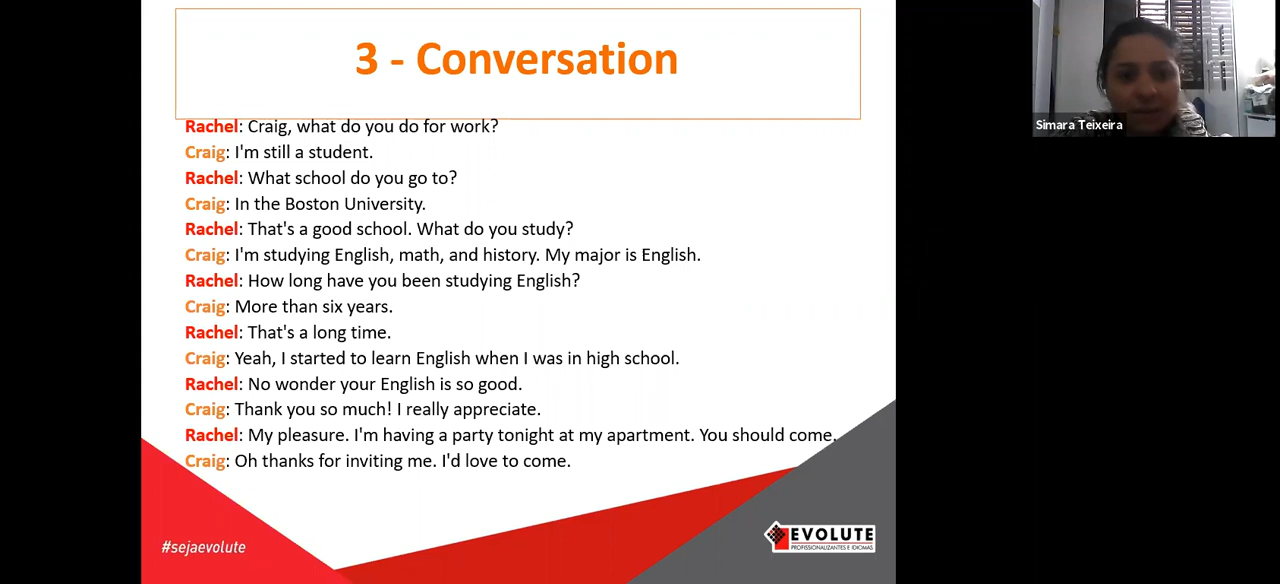 3 - Conversation
Rachel: Craig, what do you do for work?
Craig: I'm still a student.
Rachel: What school do you go to?
Craig: In the Boston University.
Rachel: That's a good school. What do you study?
Craig: I'm studying English, math, and history. My major is English.
Rachel: How long have you been studying English?
Craig: More than six years.
Rachel: That's a long time.
Craig: Yeah, I started to learn English when I was in high school.
Rachel: No wonder your English is so good.
Craig: Thank you so much! I really appreciate.
Rachel: My pleasure. I'm having a party tonight at my apartment. You should come.
Craig: Oh thanks for inviting me. I'd love to come.
#sejaevolute
EVOLUTE
PROFISSIONALIZANTES E IDIOMAS
Simara Teixeira